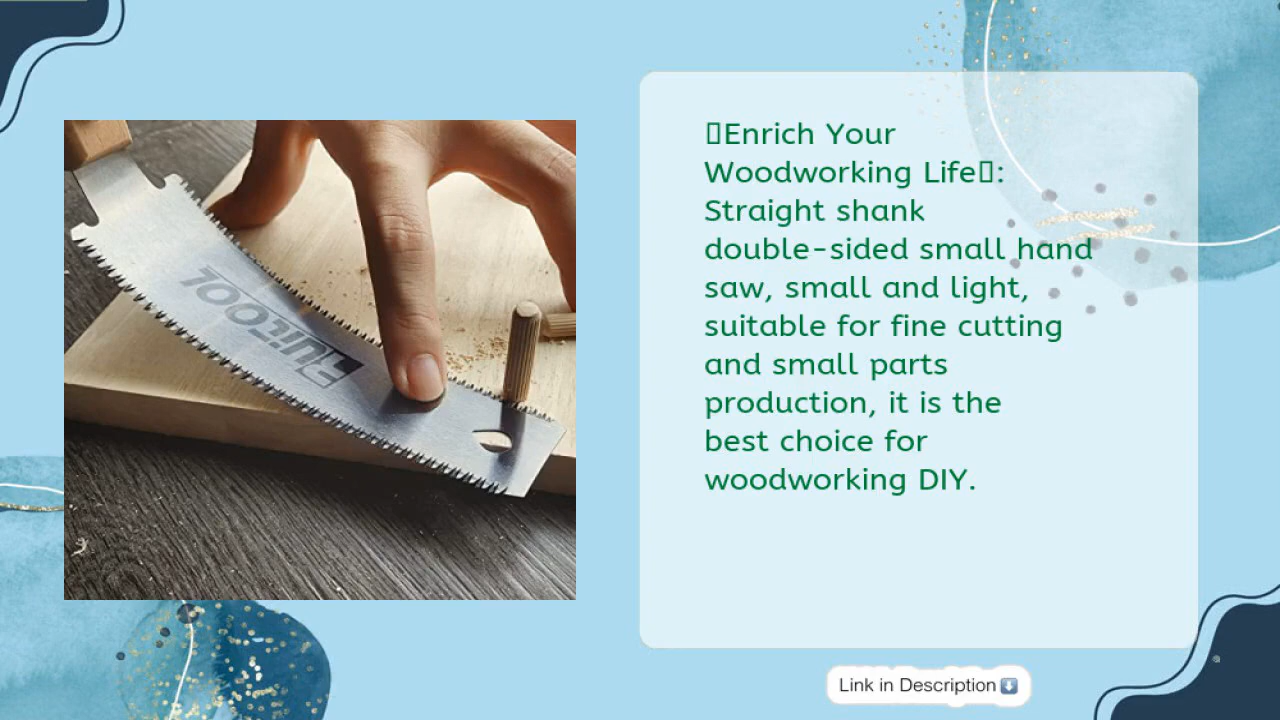 ▯Enrich Your
Woodworking Life▯:
Straight shank
double-sided small hand
saw, small and light,
suitable for fine cutting
and small parts
production, it is the
best choice for
woodworking DIY.
Link in Description⬇️